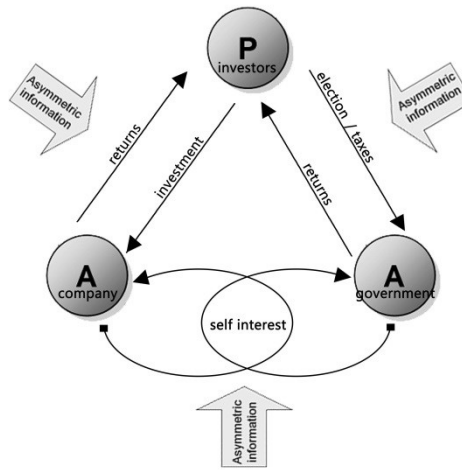 P
investors
Asymmetric
information
Asymmetric
information
returns
investment
returns
election / taxes
A
company
A
government
self interest
Asymmetric
information